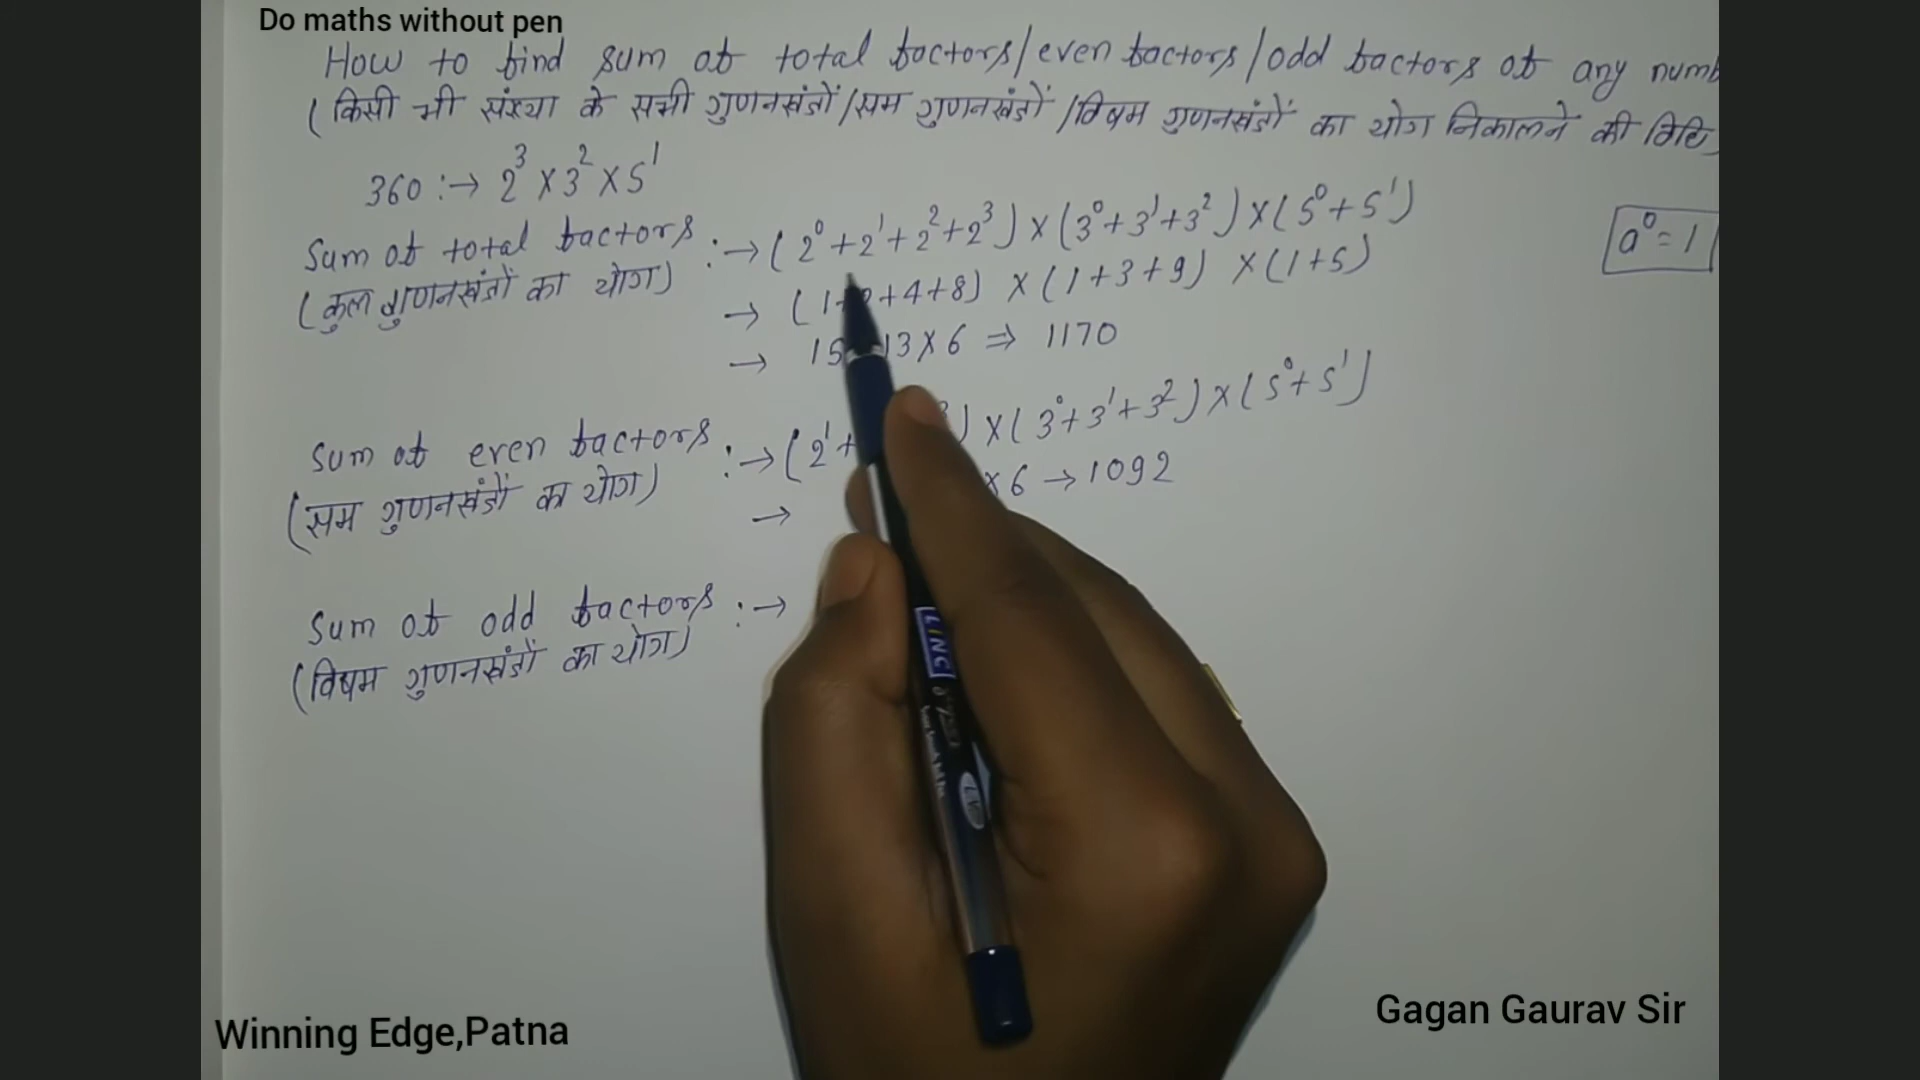 Do maths without pen
How to find sum of total factors/even factors/odd factors of any numb
(किसी भी संख्या के सभी गुणनखंडों/सम गुणनखंडों/विषम गुणनखंडों का योग निकालने की विधि)
360 :→ 2³ × 3² × 5¹
Sum of total factors :→ (2⁰+2¹+2²+2³) × (3⁰+3¹+3²) × (5⁰+5¹)
a⁰ = 1
(कुल गुणनखंडों का योग) → (1+ +4+8) × (1+3+9) × (1+5)
→ 15 13 × 6 ⇒ 1170
Sum of even factors :→ (2¹+ ) × (3⁰+3¹+3²) × (5⁰+5¹)
(सम गुणनखंडों का योग) → ×6 → 1092
Sum of odd factors :→
(विषम गुणनखंडों का योग)
LINC
Winning Edge,Patna
Gagan Gaurav Sir